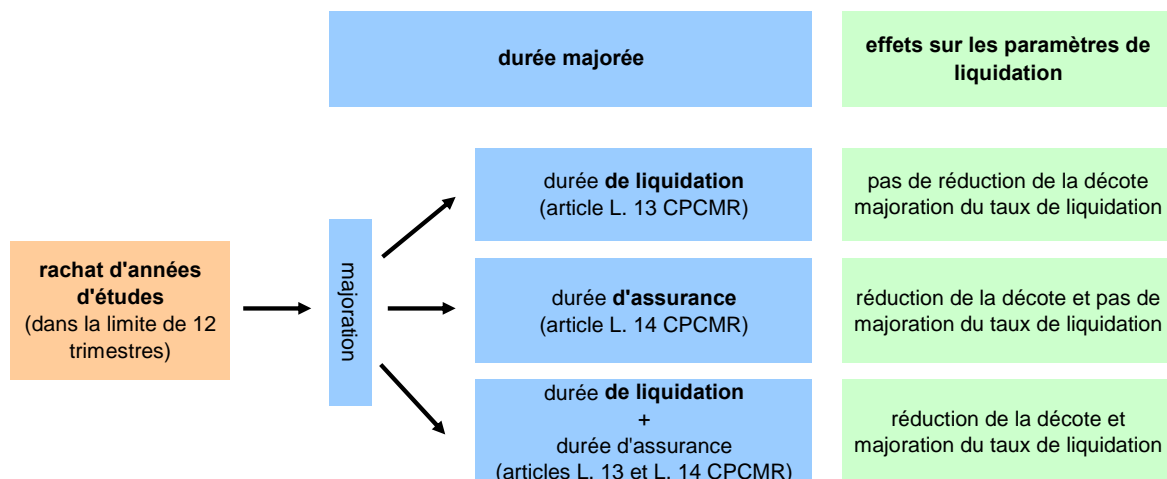 durée majorée
effets sur les paramètres de
liquidation
rachat d'années
d'études
(dans la limite de 12
trimestres)
majoration
durée de liquidation
(article L. 13 CPCMR)
pas de réduction de la décote
majoration du taux de liquidation
durée d'assurance
(article L. 14 CPCMR)
réduction de la décote et pas de
majoration du taux de liquidation
durée de liquidation
+
durée d'assurance
(articles L. 13 et L. 14 CPCMR)
réduction de la décote et
majoration du taux de liquidation